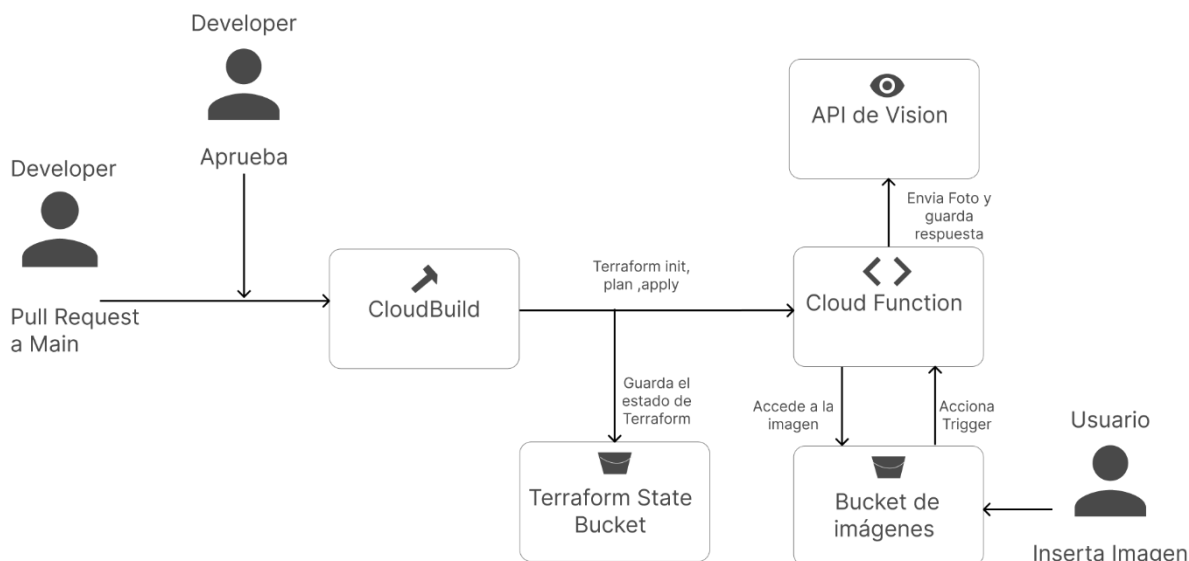 Developer
Aprueba
Developer
Pull Request
a Main
CloudBuild
Terraform init,
plan ,apply
Guarda el
estado de
Terraform
Terraform State
Bucket
API de Vision
Envia Foto y
guarda
respuesta
Cloud Function
Accede a la
imagen
Acciona
Trigger
Bucket de
imágenes
Usuario
Inserta Imagen